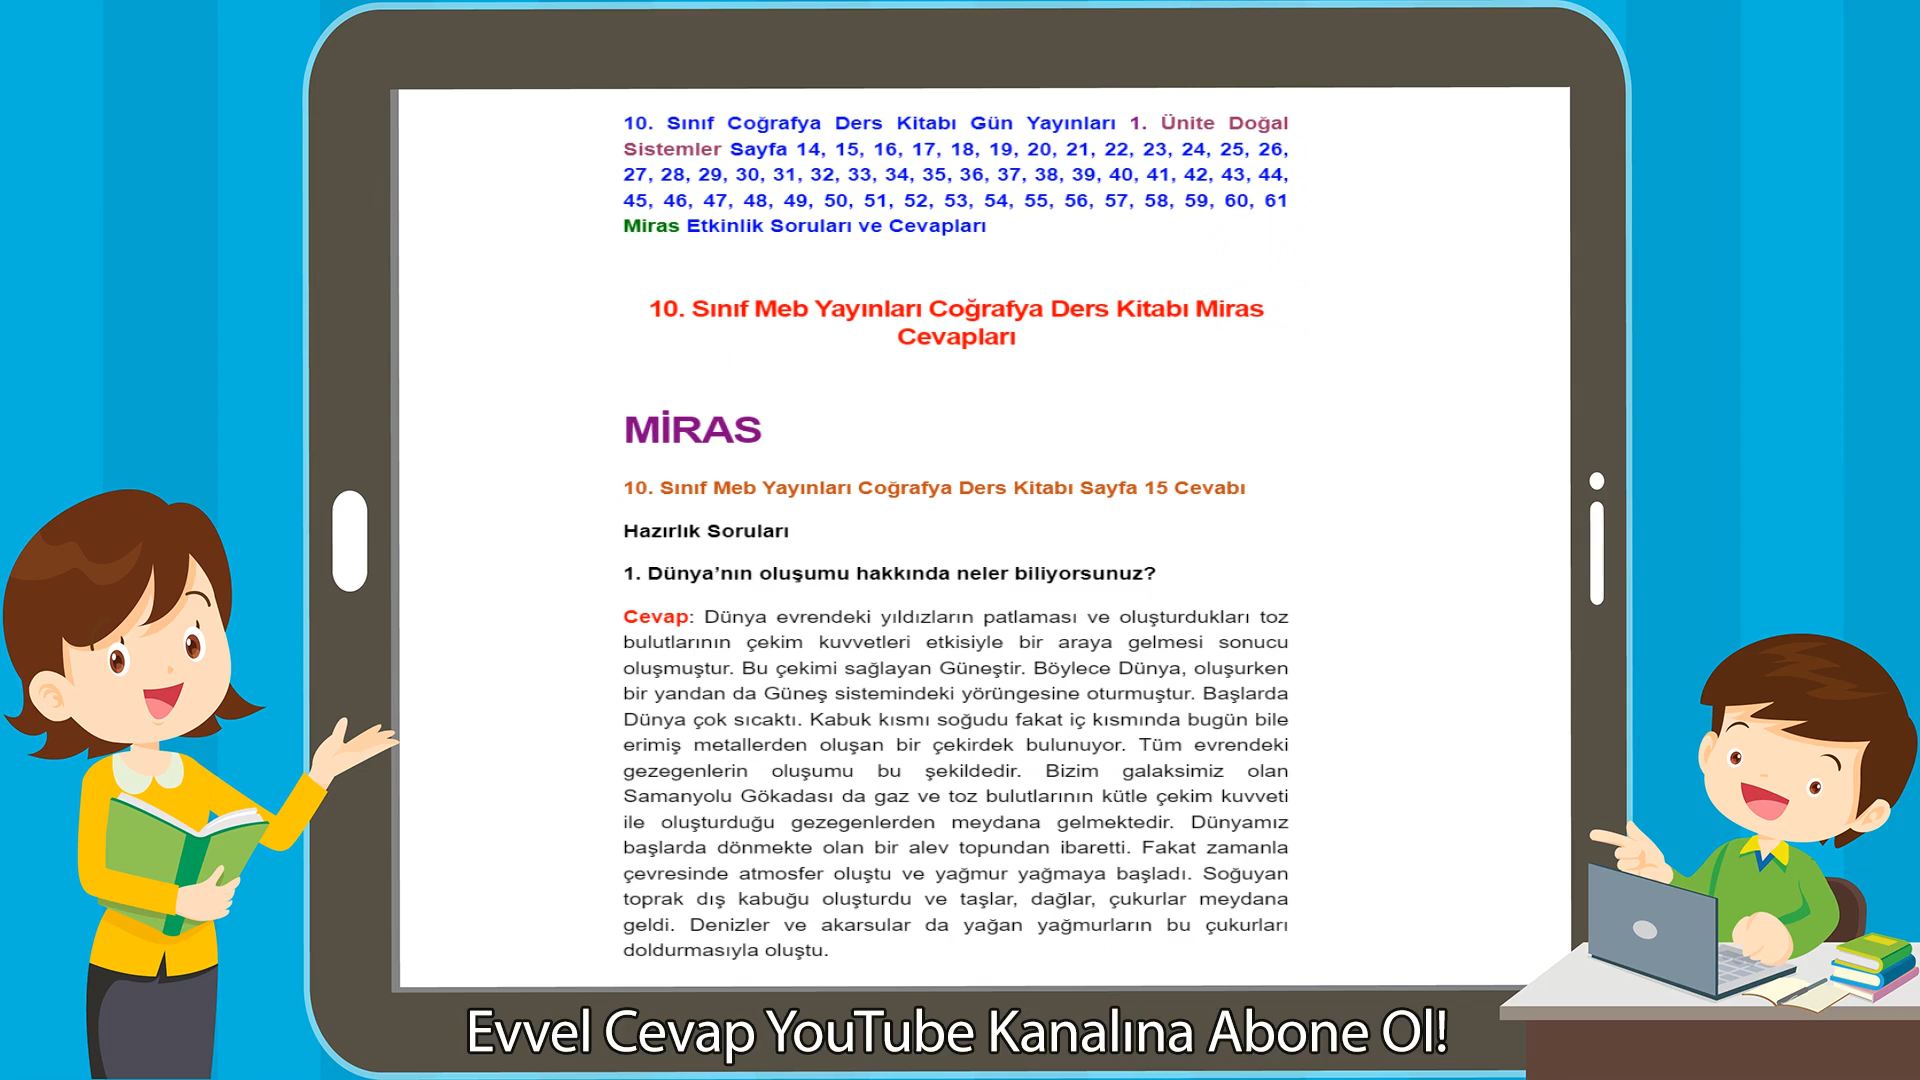 10. Sınıf Coğrafya Ders Kitabı Gün Yayınları 1. Ünite Doğal
Sistemler Sayfa 14, 15, 16, 17, 18, 19, 20, 21, 22, 23, 24, 25, 26,
27, 28, 29, 30, 31, 32, 33, 34, 35, 36, 37, 38, 39, 40, 41, 42, 43, 44,
45, 46, 47, 48, 49, 50, 51, 52, 53, 54, 55, 56, 57, 58, 59, 60, 61
Miras Etkinlik Soruları ve Cevapları
10. Sınıf Meb Yayınları Coğrafya Ders Kitabı Miras
Cevapları
MİRAS
10. Sınıf Meb Yayınları Coğrafya Ders Kitabı Sayfa 15 Cevabı
Hazırlık Soruları
1. Dünya’nın oluşumu hakkında neler biliyorsunuz?
Cevap: Dünya evrendeki yıldızların patlaması ve oluşturdukları toz
bulutlarının çekim kuvvetleri etkisiyle bir araya gelmesi sonucu
oluşmuştur. Bu çekimi sağlayan Güneştir. Böylece Dünya, oluşurken
bir yandan da Güneş sistemindeki yörüngesine oturmuştur. Başlarda
Dünya çok sıcaktı. Kabuk kısmı soğudu fakat iç kısmında bugün bile
erimiş metallerden oluşan bir çekirdek bulunuyor. Tüm evrendeki
gezegenlerin oluşumu bu şekildedir. Bizim galaksimiz olan
Samanyolu Gökadası da gaz ve toz bulutlarının kütle çekim kuvveti
ile oluşturduğu gezegenlerden meydana gelmektedir. Dünyamız
başlarda dönmekte olan bir alev topundan ibaretti. Fakat zamanla
çevresinde atmosfer oluştu ve yağmur yağmaya başladı. Soğuyan
toprak dış kabuğu oluşturdu ve taşlar, dağlar, çukurlar meydana
geldi. Denizler ve akarsular da yağan yağmurların bu çukurları
doldurmasıyla oluştu.
Evvel Cevap YouTube Kanalına Abone Ol!